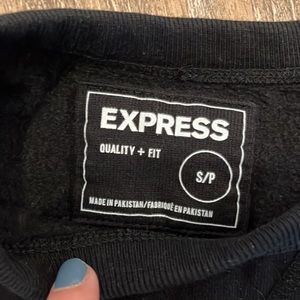 EXPRESS
QUALITY + FIT
S/P
MADE IN PAKISTAN/FABRIQUÉ EN PAKISTAN